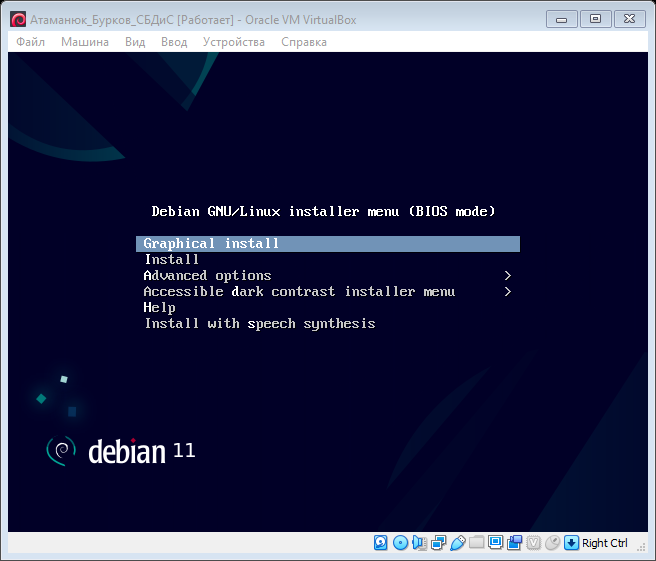 Атаманюк_Бурков_СБДиС [Работает] - Oracle VM VirtualBox
Файл Машина Вид Ввод Устройства Справка
Debian GNU/Linux installer menu (BIOS mode)
Graphical install
Install
Advanced options >
Accessible dark contrast installer menu >
Help
Install with speech synthesis
debian 11
Right Ctrl